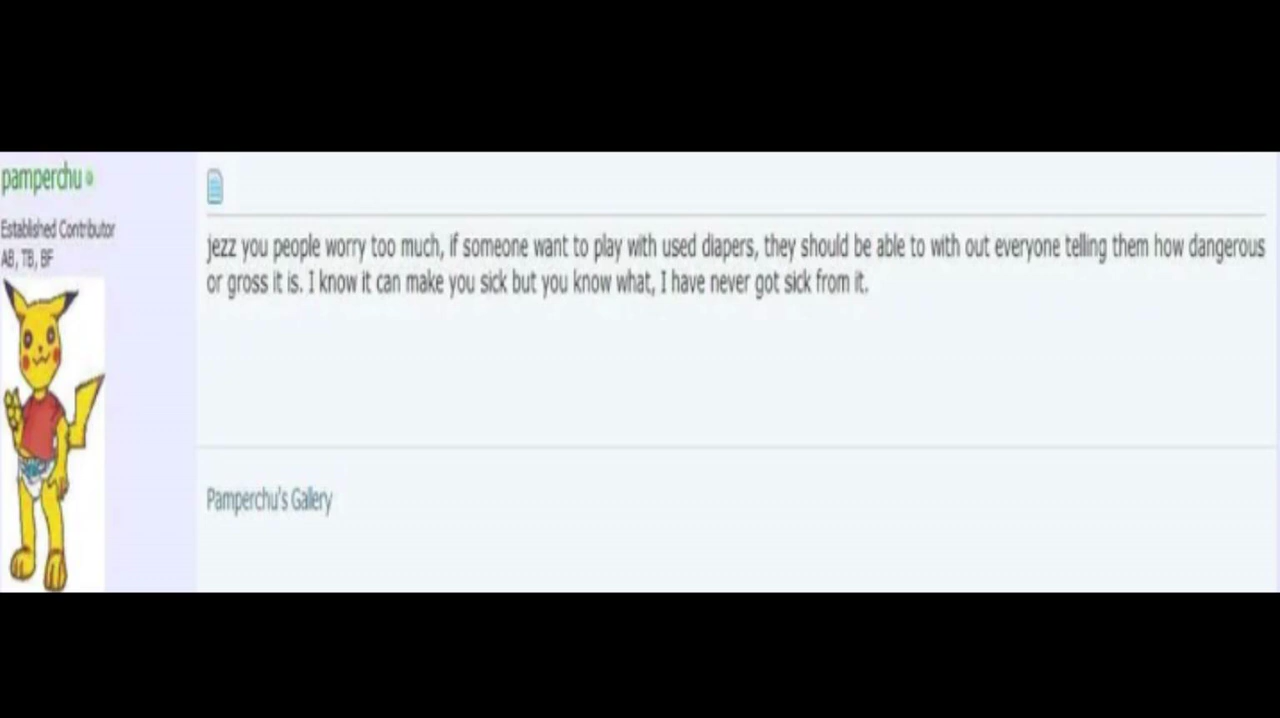 pamperchu
Established Contributor
AB, TB, BF
jezz you people worry too much, if someone want to play with used diapers, they should be able to with out everyone telling them how dangerous
or gross it is. I know it can make you sick but you know what, I have never got sick from it.
Pamperchu's Gallery